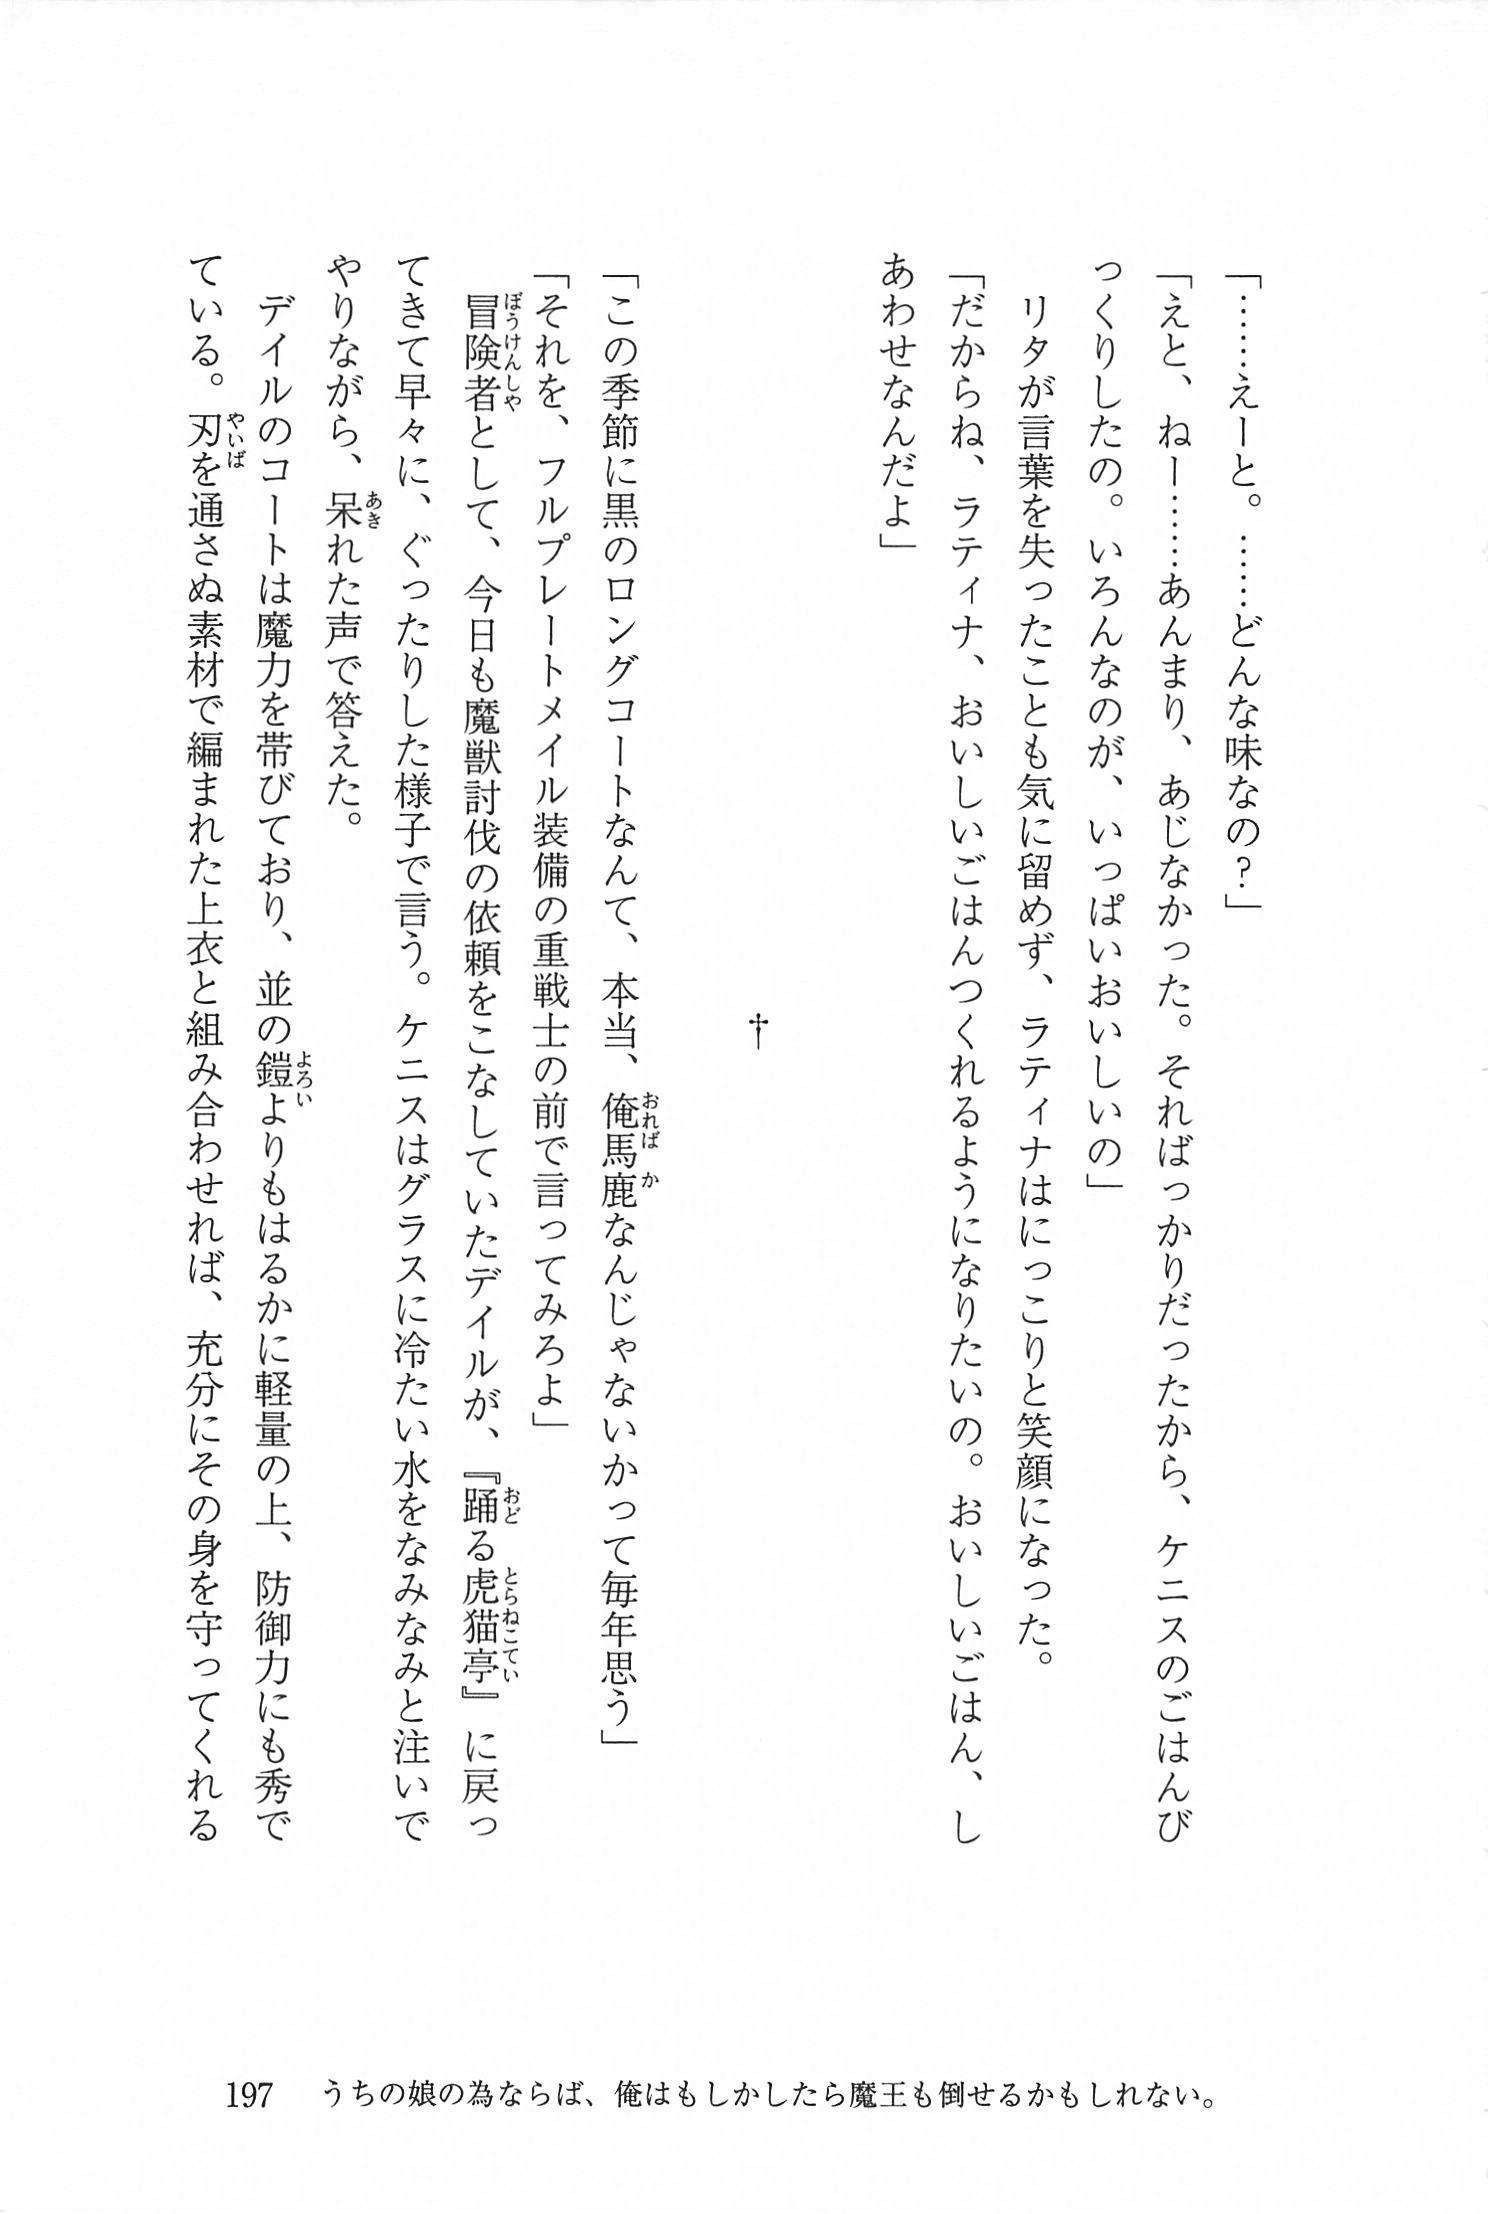 「……えーと。……どんな味なの?」
「えと、ねー……あんまり、あじなかった。そればっかりだったから、ケニスのごはんび
っくりしたの。いろんなのが、いっぱいおいしいの」
　リタが言葉を失ったことも気に留めず、ラティナはにっこりと笑顔になった。
「だからね、ラティナ、おいしいごはんつくれるようになりたいの。おいしいごはん、し
あわせなんだよ」
†
「この季節に黒のロングコートなんて、本当、俺馬鹿なんじゃないかって毎年思う」
「それを、フルプレートメイル装備の重戦士の前で言ってみろよ」
　冒険者として、今日も魔獣討伐の依頼をこなしていたデイルが、『踊る虎猫亭』に戻っ
てきて早々に、ぐったりした様子で言う。ケニスはグラスに冷たい水をなみなみと注いで
やりながら、呆れた声で答えた。
　デイルのコートは魔力を帯びており、並の鎧よりもはるかに軽量の上、防御力にも秀で
ている。刃を通さぬ素材で編まれた上衣と組み合わせれば、充分にその身を守ってくれる
197　うちの娘の為ならば、俺はもしかしたら魔王も倒せるかもしれない。